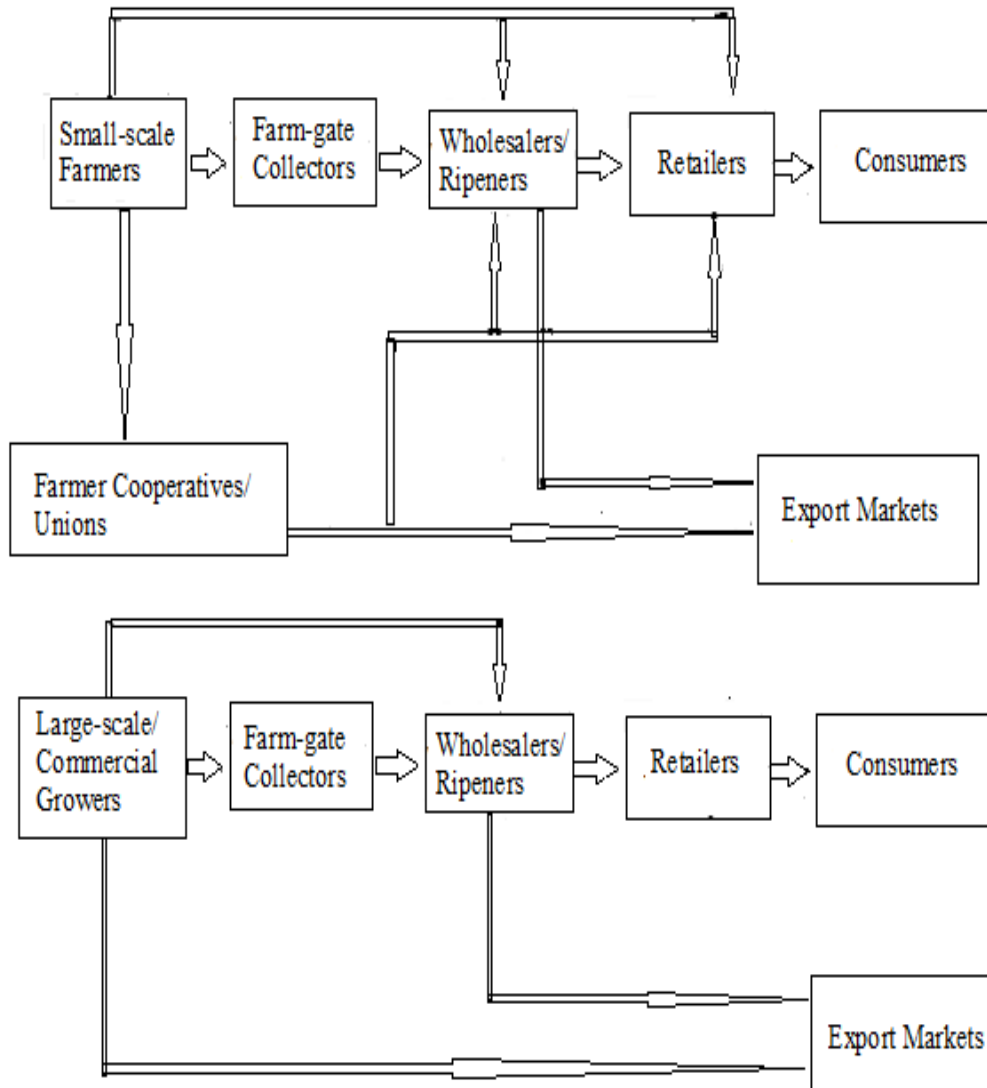 Small-scale
Farmers
Farm-gate
Collectors
Wholesalers/
Ripeners
Retailers
Consumers
Farmer Cooperatives/
Unions
Export Markets
Large-scale/
Commercial
Growers
Farm-gate
Collectors
Wholesalers/
Ripeners
Retailers
Consumers
Export Markets